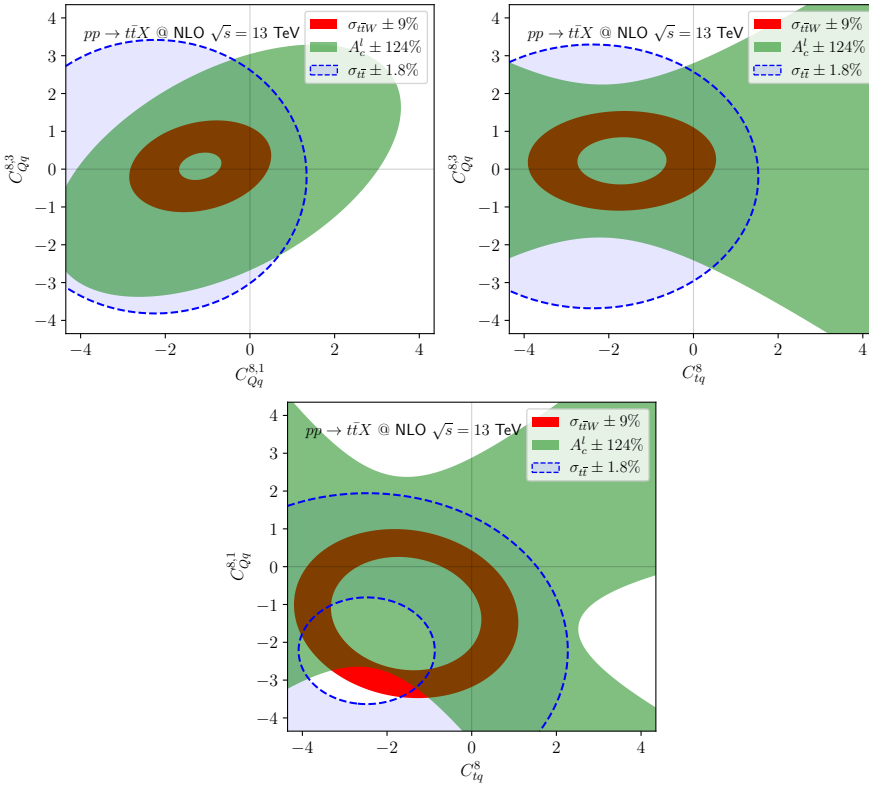 pp → tt̄X @ NLO √s = 13 TeV
σ_{tt̄W} ± 9%
A_c^l ± 124%
σ_{tt̄} ± 1.8%
4
3
2
1
0
−1
−2
−3
−4
C_{Qq}^{8,3}
−4 −2 0 2 4
C_{Qq}^{8,1}
pp → tt̄X @ NLO √s = 13 TeV
σ_{tt̄W} ± 9%
A_c^l ± 124%
σ_{tt̄} ± 1.8%
4
3
2
1
0
−1
−2
−3
−4
C_{Qq}^{8,3}
−4 −2 0 2 4
C_{tq}^{8}
pp → tt̄X @ NLO √s = 13 TeV
σ_{tt̄W} ± 9%
A_c^l ± 124%
σ_{tt̄} ± 1.8%
4
3
2
1
0
−1
−2
−3
−4
C_{Qq}^{8,1}
−4 −2 0 2 4
C_{tq}^{8}